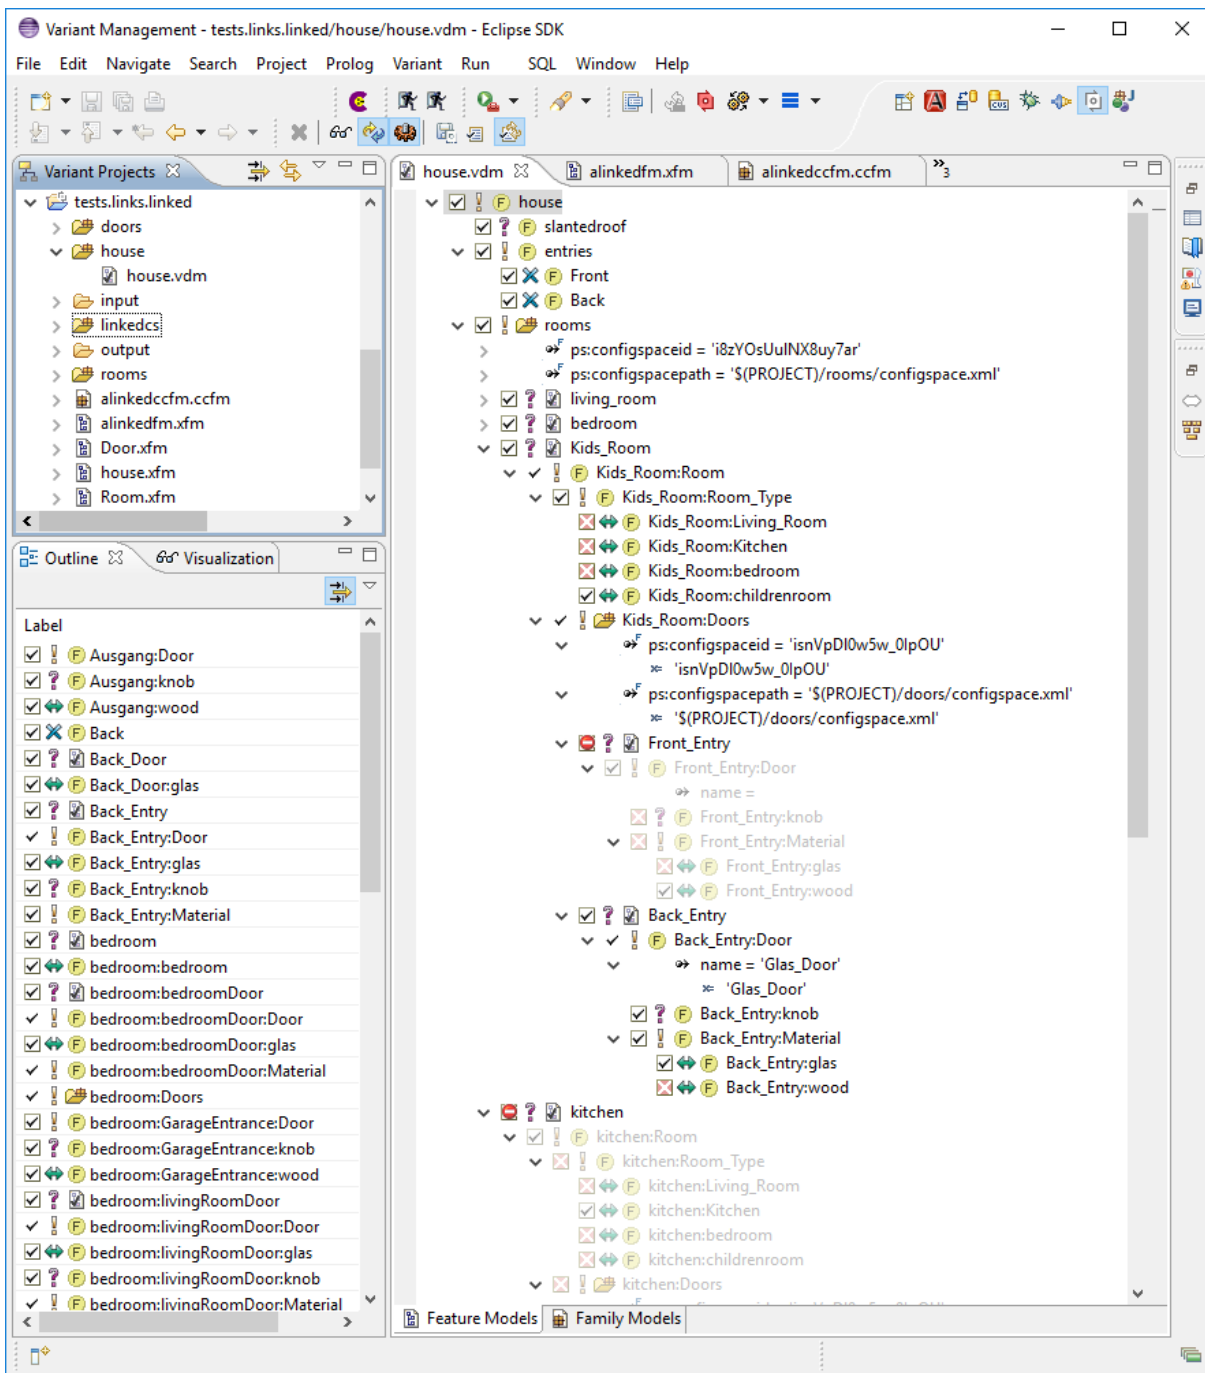 Variant Management - tests.links.linked/house/house.vdm - Eclipse SDK
File Edit Navigate Search Project Prolog Variant Run SQL Window Help
Variant Projects
tests.links.linked
doors
house
house.vdm
input
linkedcs
output
rooms
alinkedccfm.ccfm
alinkedfm.xfm
Door.xfm
house.xfm
Room.xfm
Outline Visualization
Label
Ausgang:Door
Ausgang:knob
Ausgang:wood
Back
Back_Door
Back_Door:glas
Back_Entry
Back_Entry:Door
Back_Entry:glas
Back_Entry:knob
Back_Entry:Material
bedroom
bedroom:bedroom
bedroom:bedroomDoor
bedroom:bedroomDoor:Door
bedroom:bedroomDoor:glas
bedroom:bedroomDoor:Material
bedroom:Doors
bedroom:GarageEntrance:Door
bedroom:GarageEntrance:knob
bedroom:GarageEntrance:wood
bedroom:livingRoomDoor
bedroom:livingRoomDoor:Door
bedroom:livingRoomDoor:glas
bedroom:livingRoomDoor:knob
bedroom:livingRoomDoor:Material
house.vdm alinkedfm.xfm alinkedccfm.ccfm »3
house
slantedroof
entries
Front
Back
rooms
ps:configspaceid = 'i8zYOsUuINX8uy7ar'
ps:configspacepath = '$(PROJECT)/rooms/configspace.xml'
living_room
bedroom
Kids_Room
Kids_Room:Room
Kids_Room:Room_Type
Kids_Room:Living_Room
Kids_Room:Kitchen
Kids_Room:bedroom
Kids_Room:childrenroom
Kids_Room:Doors
ps:configspaceid = 'isnVpDI0w5w_0IpOU'
'isnVpDI0w5w_0IpOU'
ps:configspacepath = '$(PROJECT)/doors/configspace.xml'
'$(PROJECT)/doors/configspace.xml'
Front_Entry
Front_Entry:Door
name =
Front_Entry:knob
Front_Entry:Material
Front_Entry:glas
Front_Entry:wood
Back_Entry
Back_Entry:Door
name = 'Glas_Door'
'Glas_Door'
Back_Entry:knob
Back_Entry:Material
Back_Entry:glas
Back_Entry:wood
kitchen
kitchen:Room
kitchen:Room_Type
kitchen:Living_Room
kitchen:Kitchen
kitchen:bedroom
kitchen:childrenroom
kitchen:Doors
Feature Models Family Models